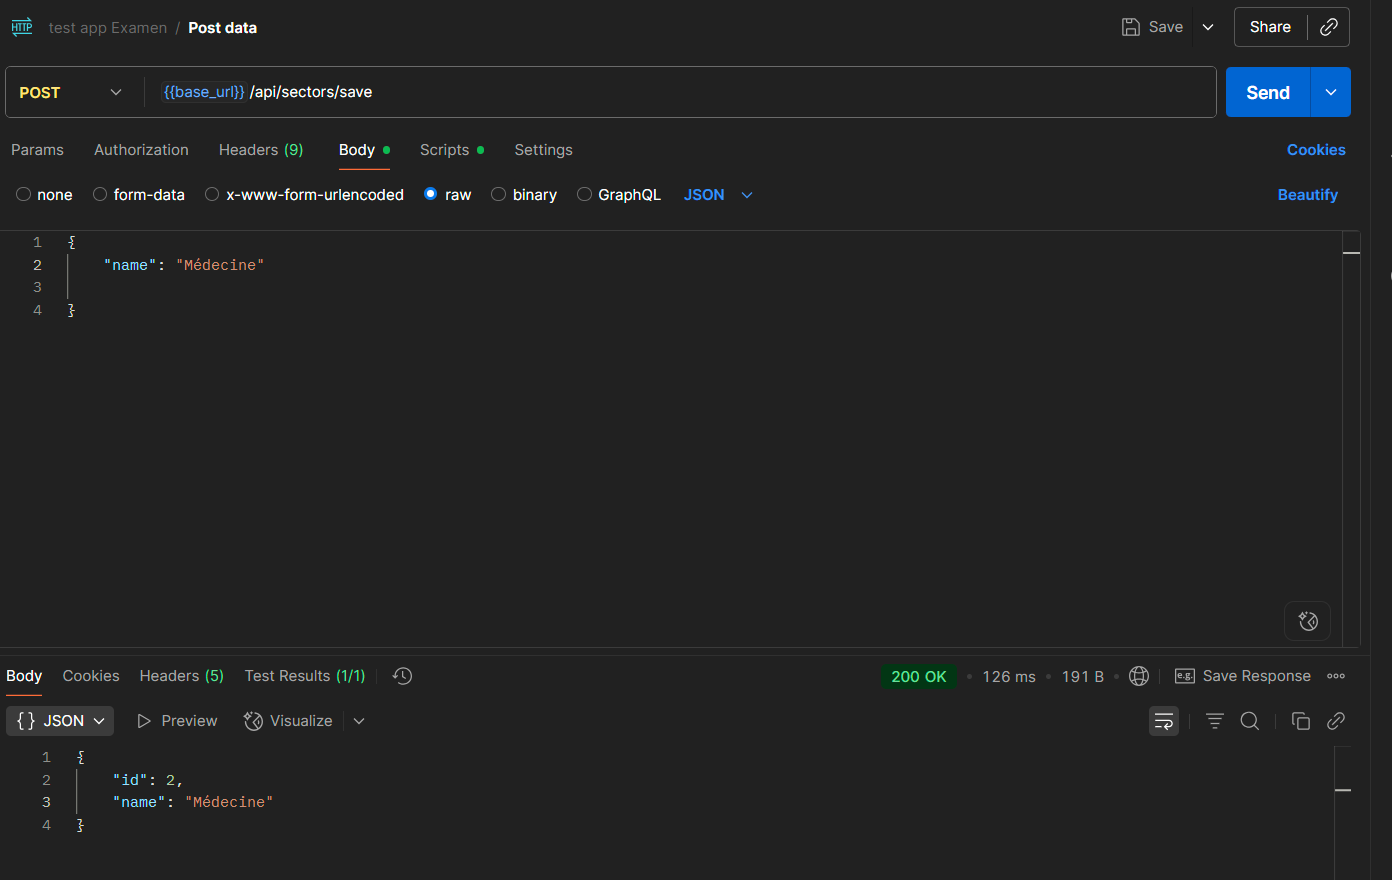 HTTP test app Examen / Post data Save Share
POST {{base_url}} /api/sectors/save Send
Params Authorization Headers (9) Body Scripts Settings Cookies
none form-data x-www-form-urlencoded raw binary GraphQL JSON Beautify
1 {
2 "name": "Médecine"
3
4 }
Body Cookies Headers (5) Test Results (1/1) 200 OK • 126 ms • 191 B • e.g. Save Response
{} JSON Preview Visualize
1 {
2 "id": 2,
3 "name": "Médecine"
4 }